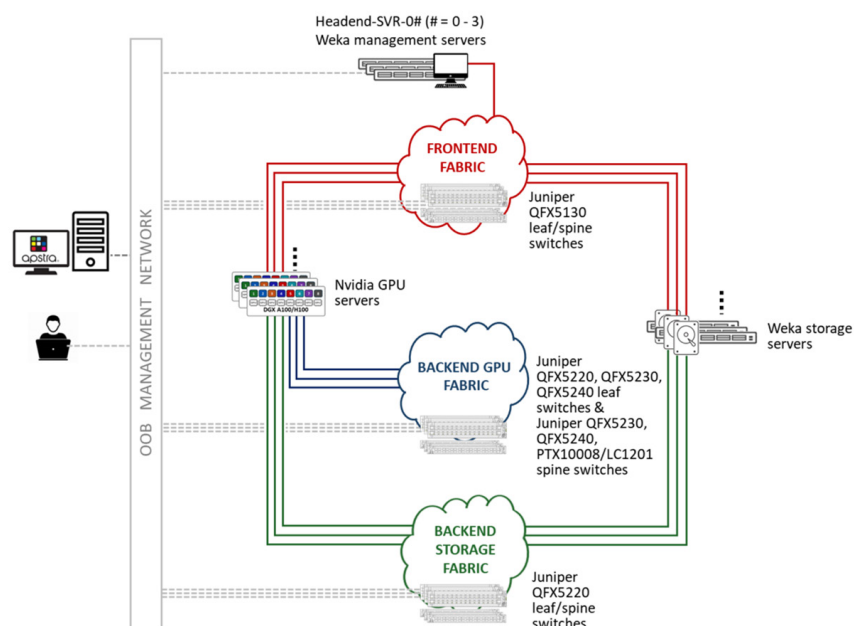 Headend-SVR-0# (# = 0 - 3)
Weka management servers
FRONTEND
FABRIC
Juniper
QFX5130
leaf/spine
switches
OOB MANAGEMENT NETWORK
apstra
Nvidia GPU
servers
DGX A100/H100
Weka storage
servers
BACKEND GPU
FABRIC
Juniper
QFX5220, QFX5230,
QFX5240 leaf
switches &
Juniper QFX5230,
QFX5240,
PTX10008/LC1201
spine switches
BACKEND
STORAGE
FABRIC
Juniper
QFX5220
leaf/spine
switches